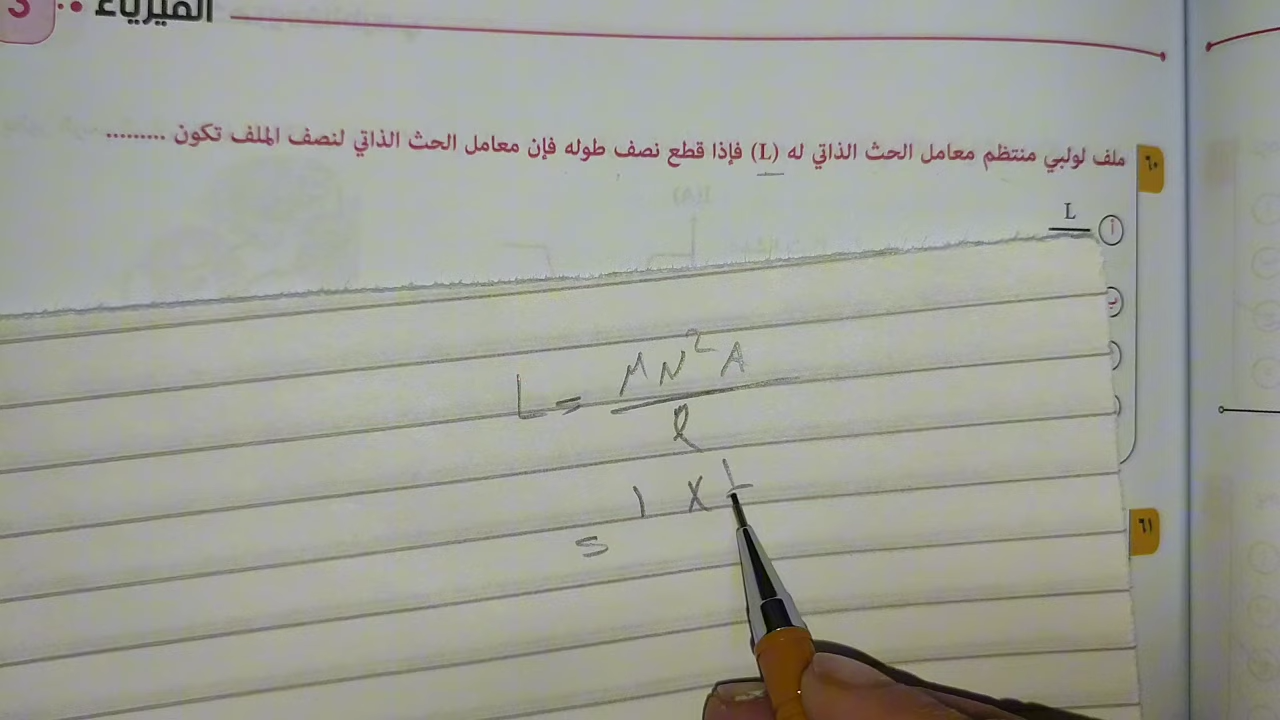 الفيزياء
3
٦٠ ملف لولبي منتظم معامل الحث الذاتي له (L) فإذا قطع نصف طوله فإن معامل الحث الذاتي لنصف الملف تكون .........
أ L
ب
L = μN²A / ℓ
= 1 × 1
٦١